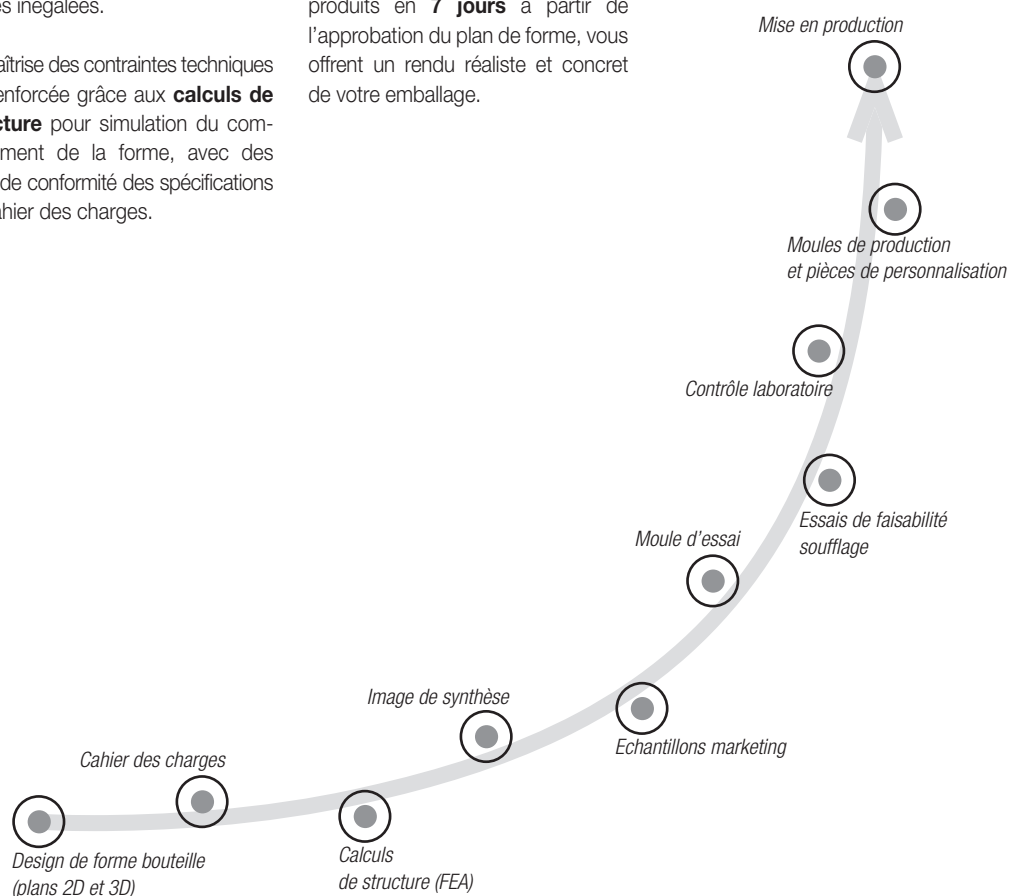 es inégalées.
aîtrise des contraintes techniques
enforcée grâce aux calculs de
cture pour simulation du com-
ment de la forme, avec des
de conformité des spécifications
ahier des charges.
produits en 7 jours à partir de
l'approbation du plan de forme, vous
offrent un rendu réaliste et concret
de votre emballage.
Mise en production
Moules de production
et pièces de personnalisation
Contrôle laboratoire
Essais de faisabilité
soufflage
Moule d'essai
Image de synthèse
Echantillons marketing
Cahier des charges
Design de forme bouteille
(plans 2D et 3D)
Calculs
de structure (FEA)